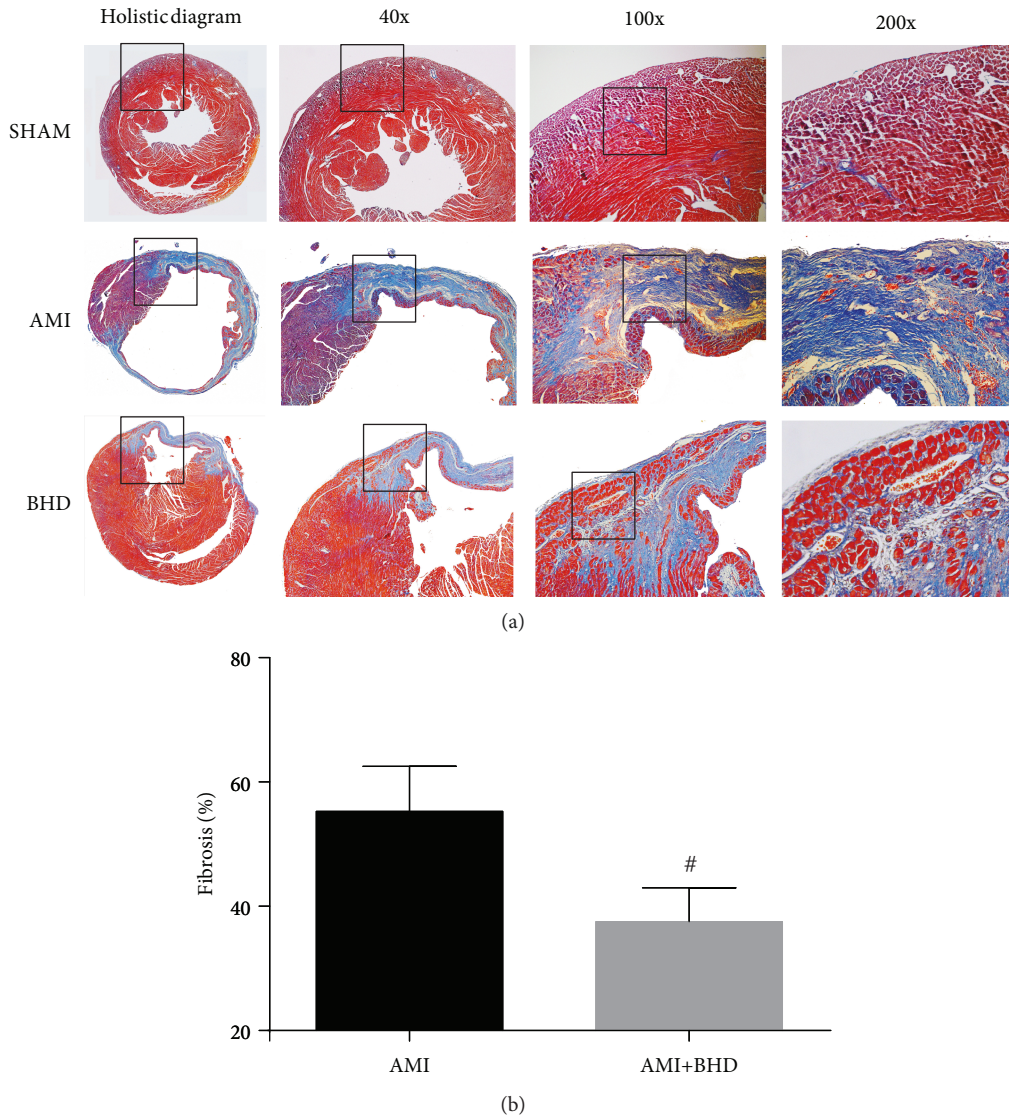 Holistic diagram 40x 100x 200x
SHAM
AMI
BHD
(a)
80
60
40
20
Fibrosis (%)
#
AMI AMI+BHD
(b)